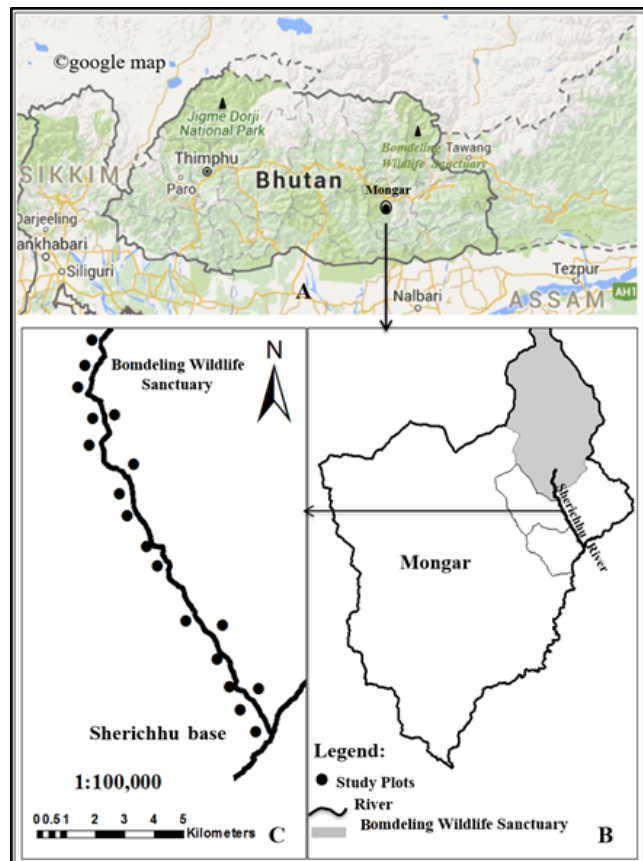 ©google map
Jigme Dorji
National Park
Bomdeling
Wildlife Sanctuary
Tawang
Thimphu
SIKKIM
Paro
Bhutan
Mongar
Darjeeling
ankhabari
Siliguri
A
Tezpur
Nalbari
ASSAM
AH1
Bomdeling Wildlife
Sanctuary
N
Sherichhu River
Mongar
Sherichhu base
1:100,000
0 0.5 1 2 3 4 5
Kilometers
C
Legend:
Study Plots
River
Bomdeling Wildlife Sanctuary
B